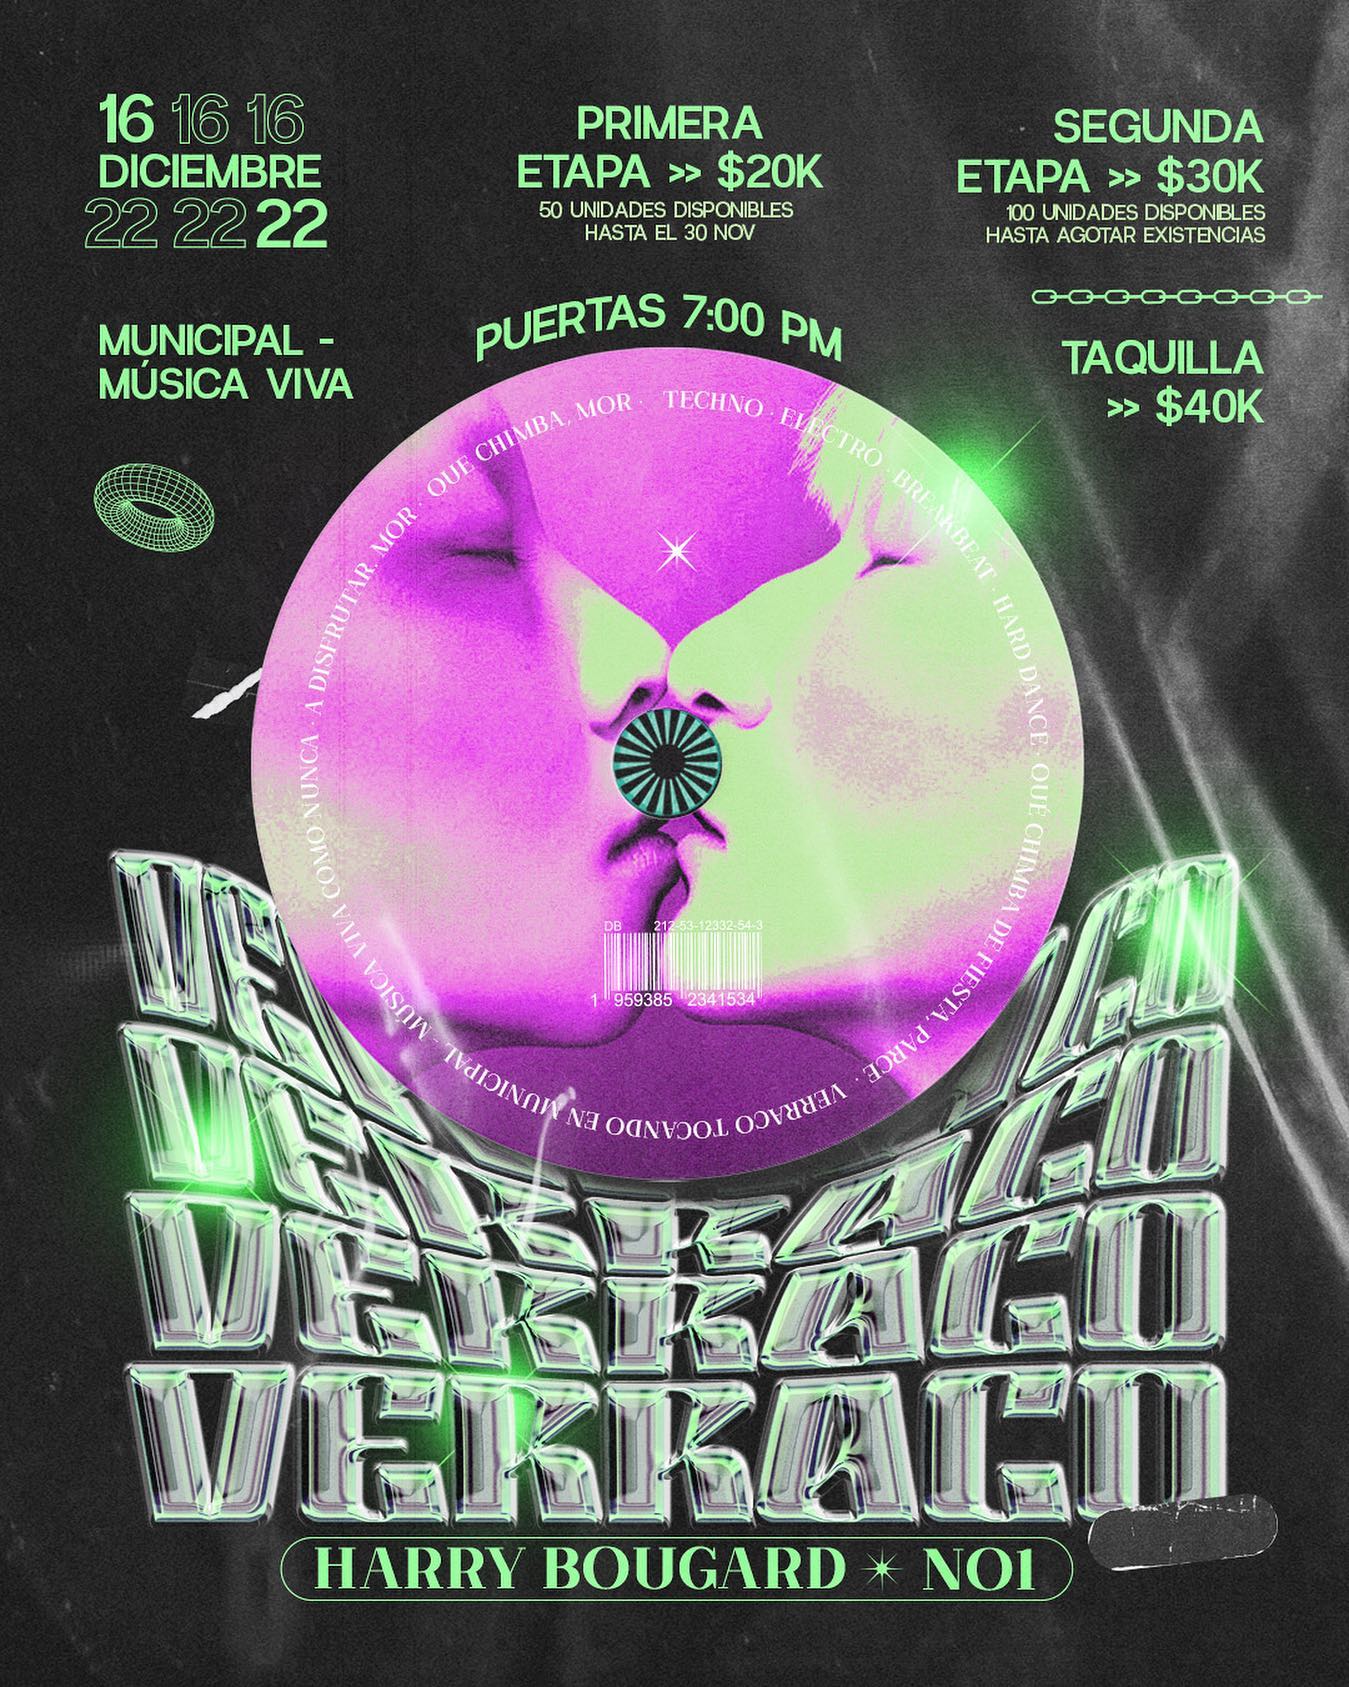 16 16 16
DICIEMBRE
22 22 22
PRIMERA
ETAPA >> $20K
50 UNIDADES DISPONIBLES
HASTA EL 30 NOV
SEGUNDA
ETAPA >> $30K
100 UNIDADES DISPONIBLES
HASTA AGOTAR EXISTENCIAS
MUNICIPAL -
MÚSICA VIVA
PUERTAS 7:00 PM
TAQUILLA
>> $40K
TECHNO · ELECTRO · BREAKBEAT · HARD DANCE · QUÉ CHIMBA DE FIESTA, PARCE · VERRACO TOCANDO EN MUNICIPAL - MÚSICA VIVA COMO NUNCA · A DISFRUTAR, MOR · QUE CHIMBA, MOR ·
DB 212-53-12332-54-3
1 959385 2341534
VERRACO
VERRACO
VERRACO
VERRACO
HARRY BOUGARD NO1